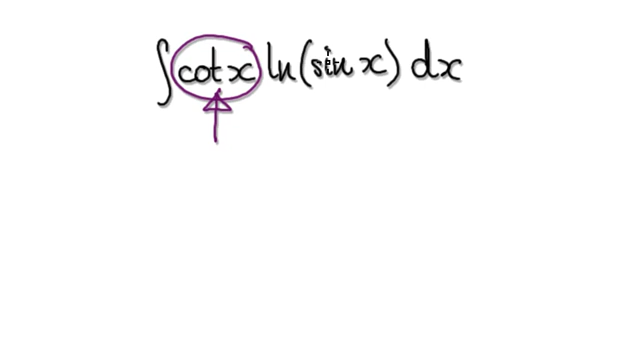 ∫ cot x ln(sin x) dx